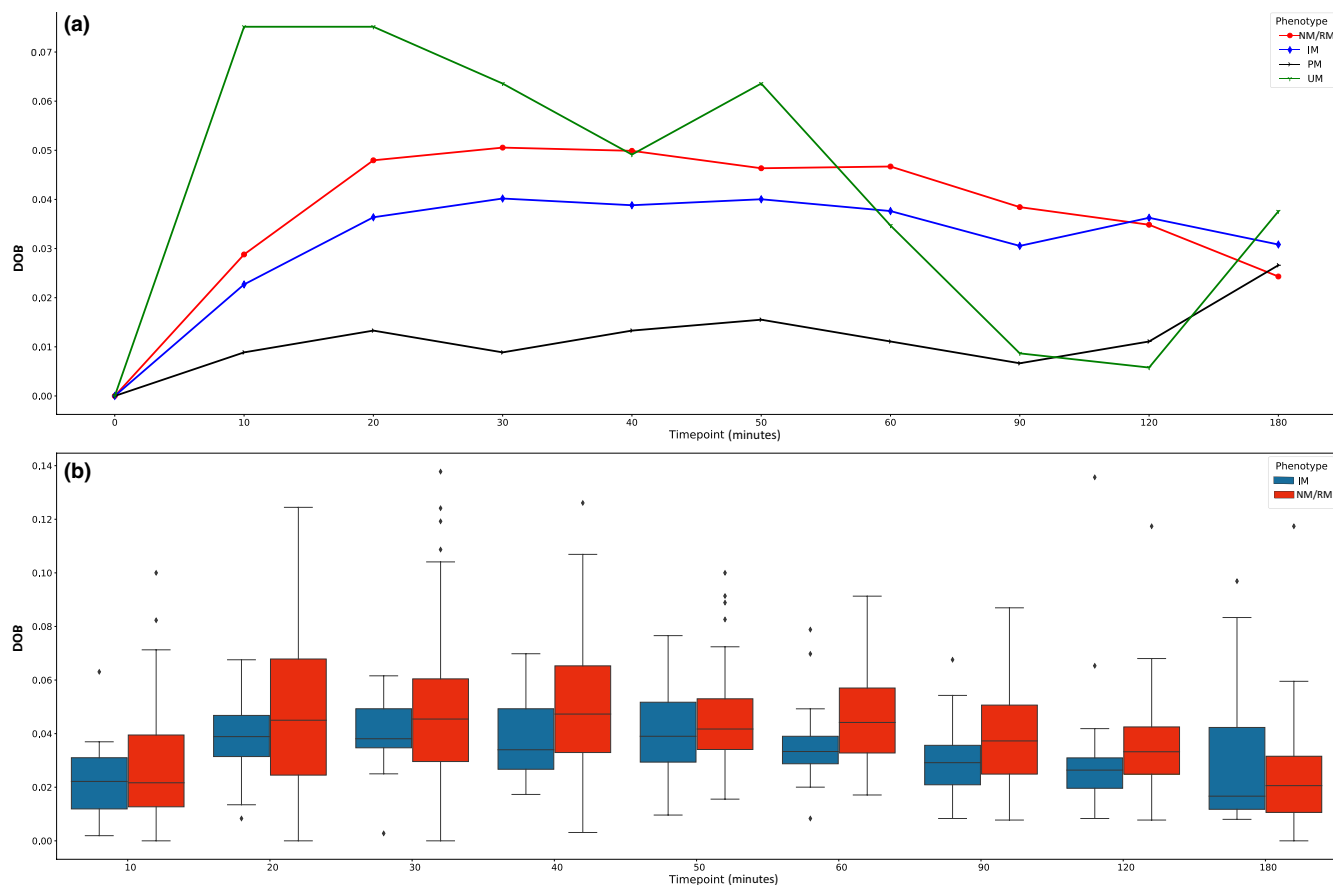 (a)
Phenotype
NM/RM
IM
PM
UM
0.07
0.06
0.05
0.04
0.03
0.02
0.01
0.00
DOB
0 10 20 30 40 50 60 90 120 180
Timepoint (minutes)
(b)
Phenotype
IM
NM/RM
0.14
0.12
0.10
0.08
0.06
0.04
0.02
0.00
DOB
10 20 30 40 50 60 90 120 180
Timepoint (minutes)